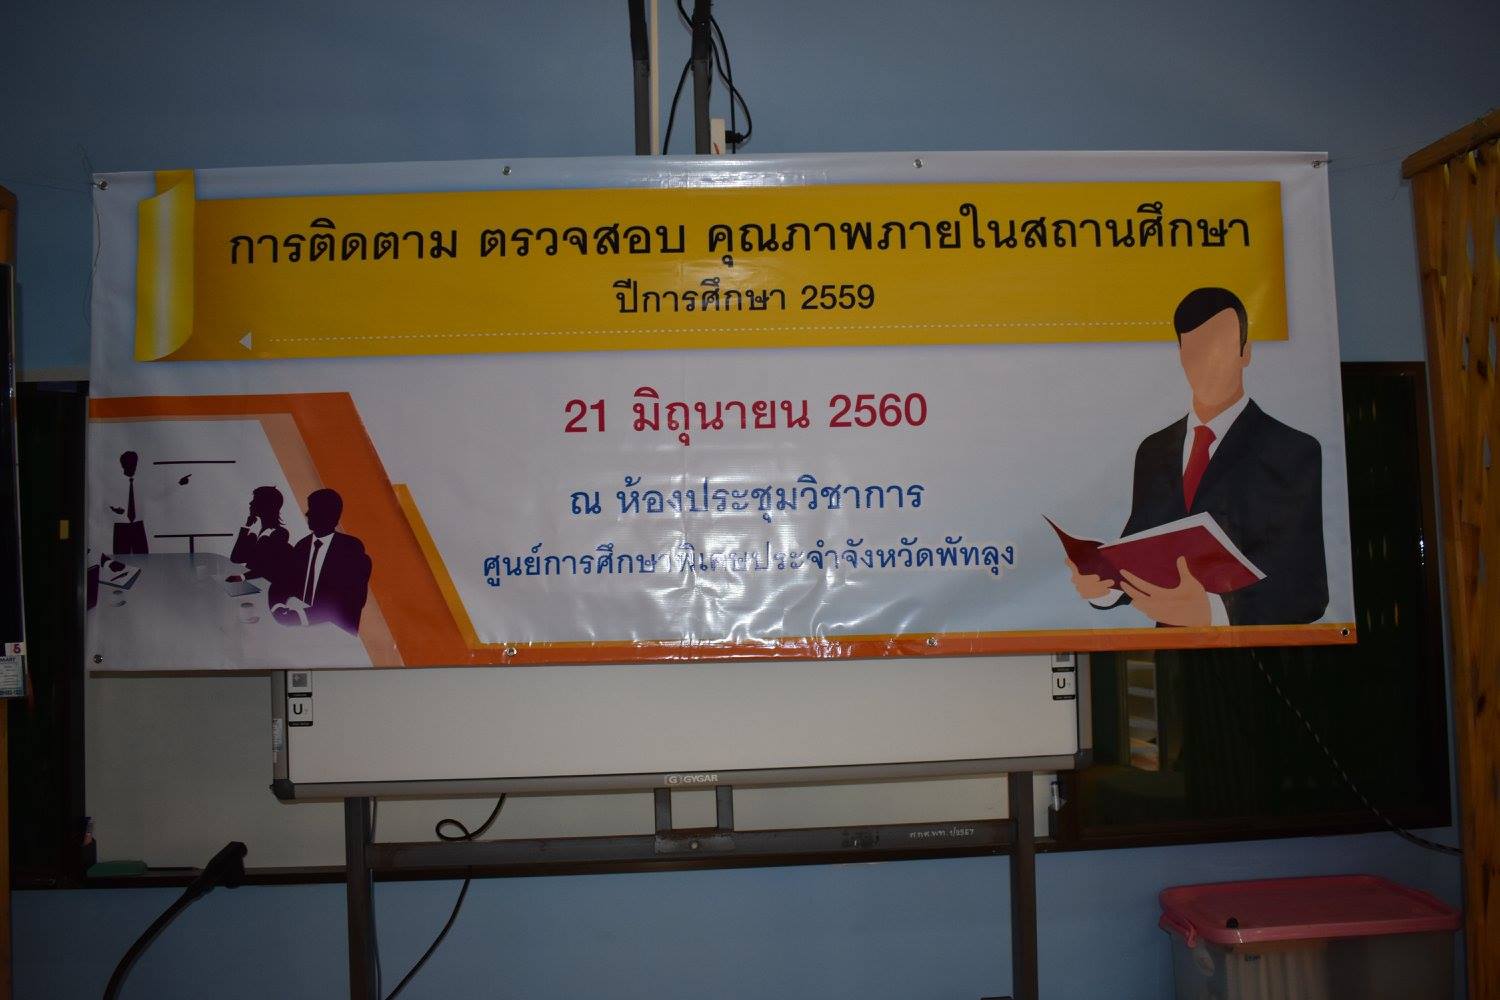 การติดตาม ตรวจสอบ คุณภาพภายในสถานศึกษา
ปีการศึกษา 2559
21 มิถุนายน 2560
ณ ห้องประชุมวิชาการ
ศูนย์การศึกษาพิเศษประจำจังหวัดพัทลุง
U
U
GYGAR